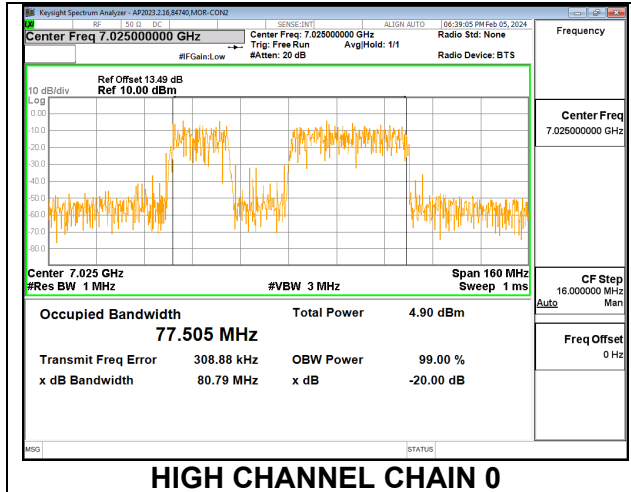 Keysight Spectrum Analyzer - AP2023.2.16,84740,MOR-CON2
RF 50 Ω DC SENSE:INT ALIGN AUTO 06:39:05 PM Feb 05, 2024
Center Freq 7.025000000 GHz
Center Freq: 7.025000000 GHz
Radio Std: None
Trig: Free Run Avg|Hold: 1/1
#IFGain:Low #Atten: 20 dB Radio Device: BTS
Frequency
Ref Offset 13.49 dB
10 dB/div Ref 10.00 dBm
Log
0.00
-10.0
-20.0
-30.0
-40.0
-50.0
-60.0
-70.0
-80.0
Center Freq
7.025000000 GHz
Center 7.025 GHz Span 160 MHz
#Res BW 1 MHz #VBW 3 MHz Sweep 1 ms
CF Step
16.000000 MHz
Auto Man
Occupied Bandwidth Total Power 4.90 dBm
77.505 MHz
Freq Offset
0 Hz
Transmit Freq Error 308.88 kHz OBW Power 99.00 %
x dB Bandwidth 80.79 MHz x dB -20.00 dB
MSG STATUS
HIGH CHANNEL CHAIN 0